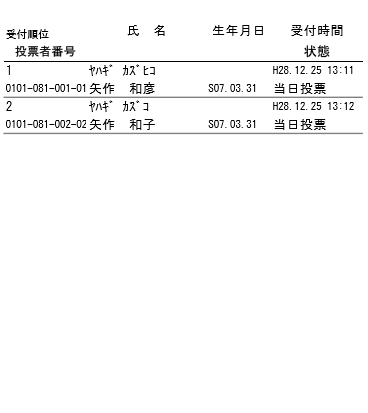 受付順位 氏 名 生年月日 受付時間
投票者番号 状態
1 ﾔﾊｷﾞ ｶｽﾞﾋｺ H28.12.25 13:11
0101-081-001-01 矢作 和彦 S07.03.31 当日投票
2 ﾔﾊｷﾞ ｶｽﾞｺ H28.12.25 13:12
0101-081-002-02 矢作 和子 S07.03.31 当日投票